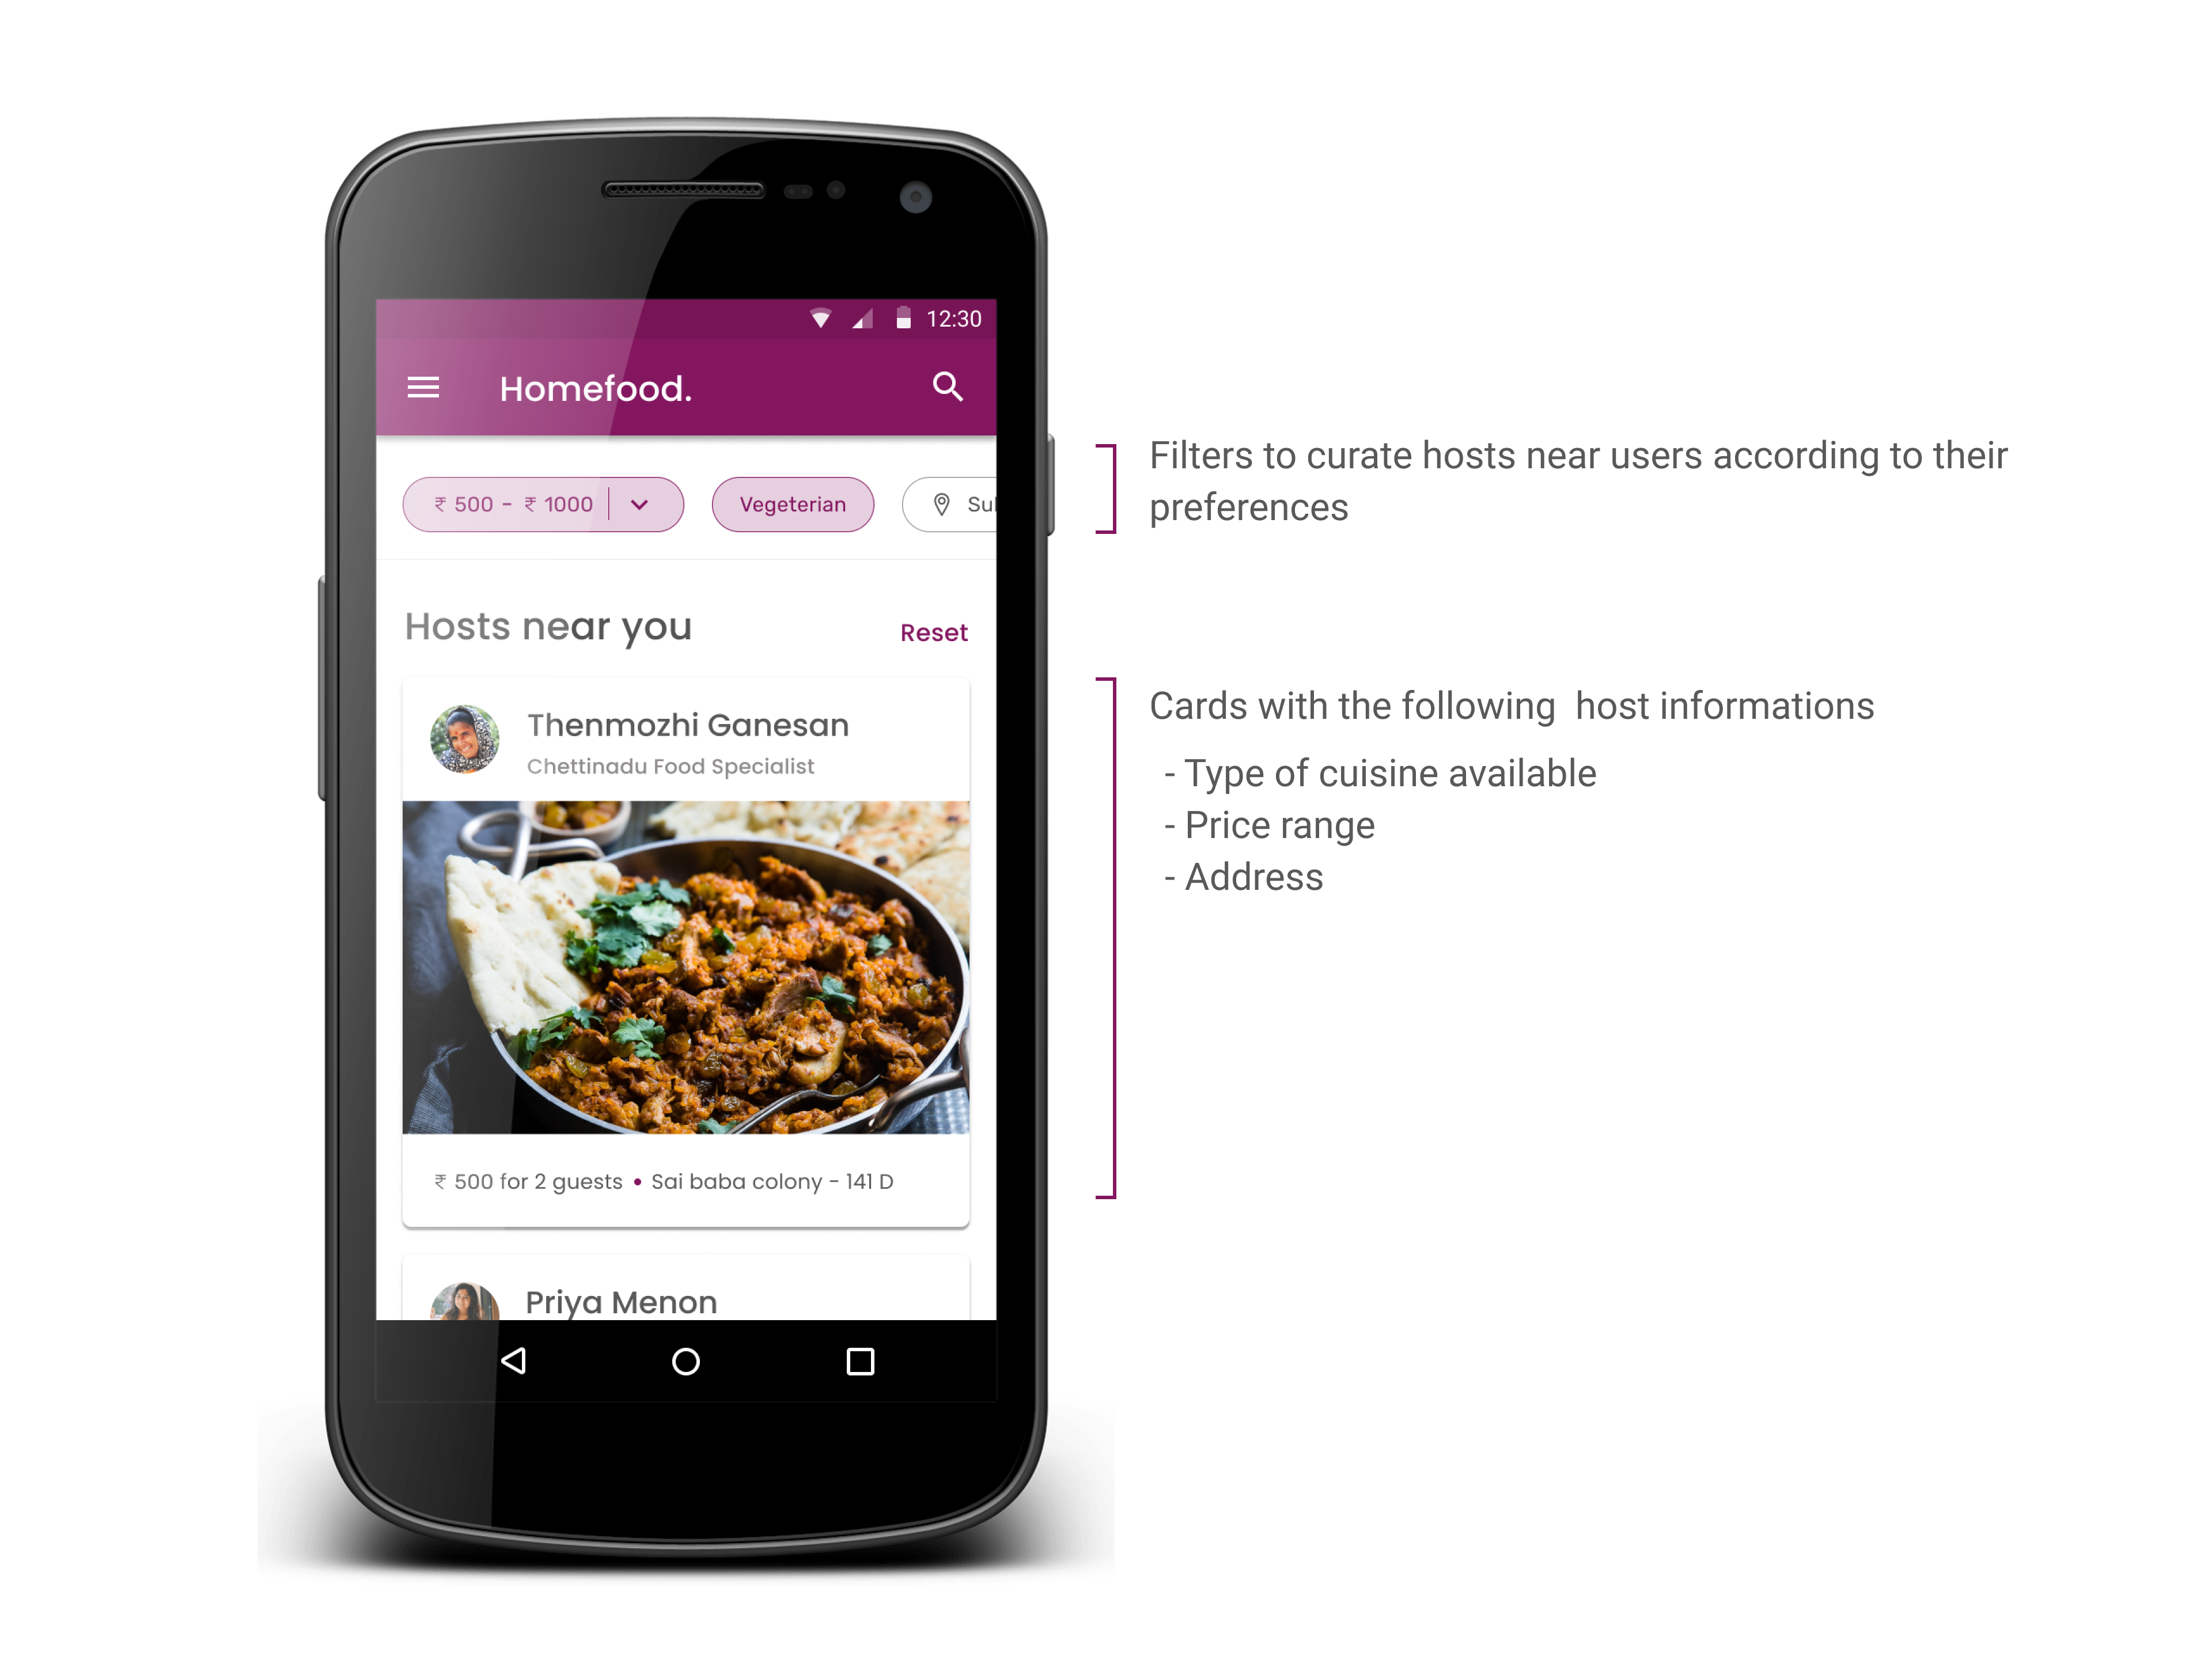 12:30
Homefood.
₹ 500 - ₹ 1000
Vegeterian
Hosts near you
Reset
Thenmozhi Ganesan
Chettinadu Food Specialist
₹ 500 for 2 guests • Sai baba colony - 141 D
Priya Menon
Filters to curate hosts near users according to their
preferences
Cards with the following host informations
- Type of cuisine available
- Price range
- Address